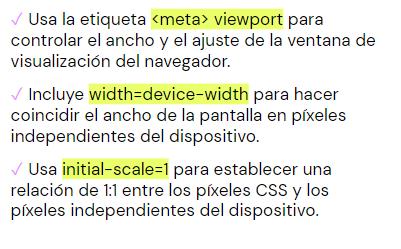 ✓ Usa la etiqueta <meta> viewport para
controlar el ancho y el ajuste de la ventana de
visualización del navegador.
✓ Incluye width=device-width para hacer
coincidir el ancho de la pantalla en píxeles
independientes del dispositivo.
✓ Usa initial-scale=1 para establecer una
relación de 1:1 entre los píxeles CSS y los
píxeles independientes del dispositivo.